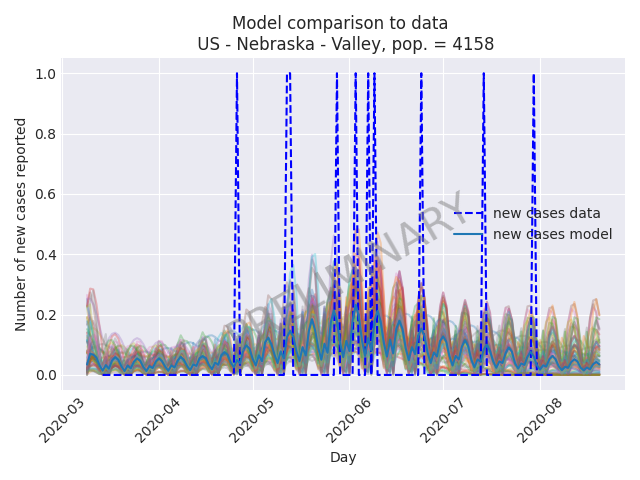 Model comparison to data
US - Nebraska - Valley, pop. = 4158
Number of new cases reported
1.0
0.8
0.6
0.4
0.2
0.0
PRELIMINARY
new cases data
new cases model
2020-03
2020-04
2020-05
2020-06
2020-07
2020-08
Day